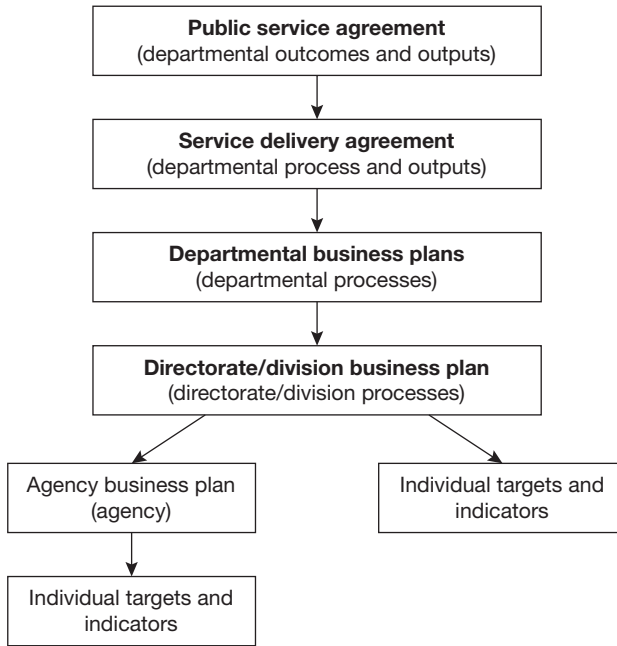 Public service agreement
(departmental outcomes and outputs)
Service delivery agreement
(departmental process and outputs)
Departmental business plans
(departmental processes)
Directorate/division business plan
(directorate/division processes)
Agency business plan
(agency)
Individual targets and
indicators
Individual targets and
indicators